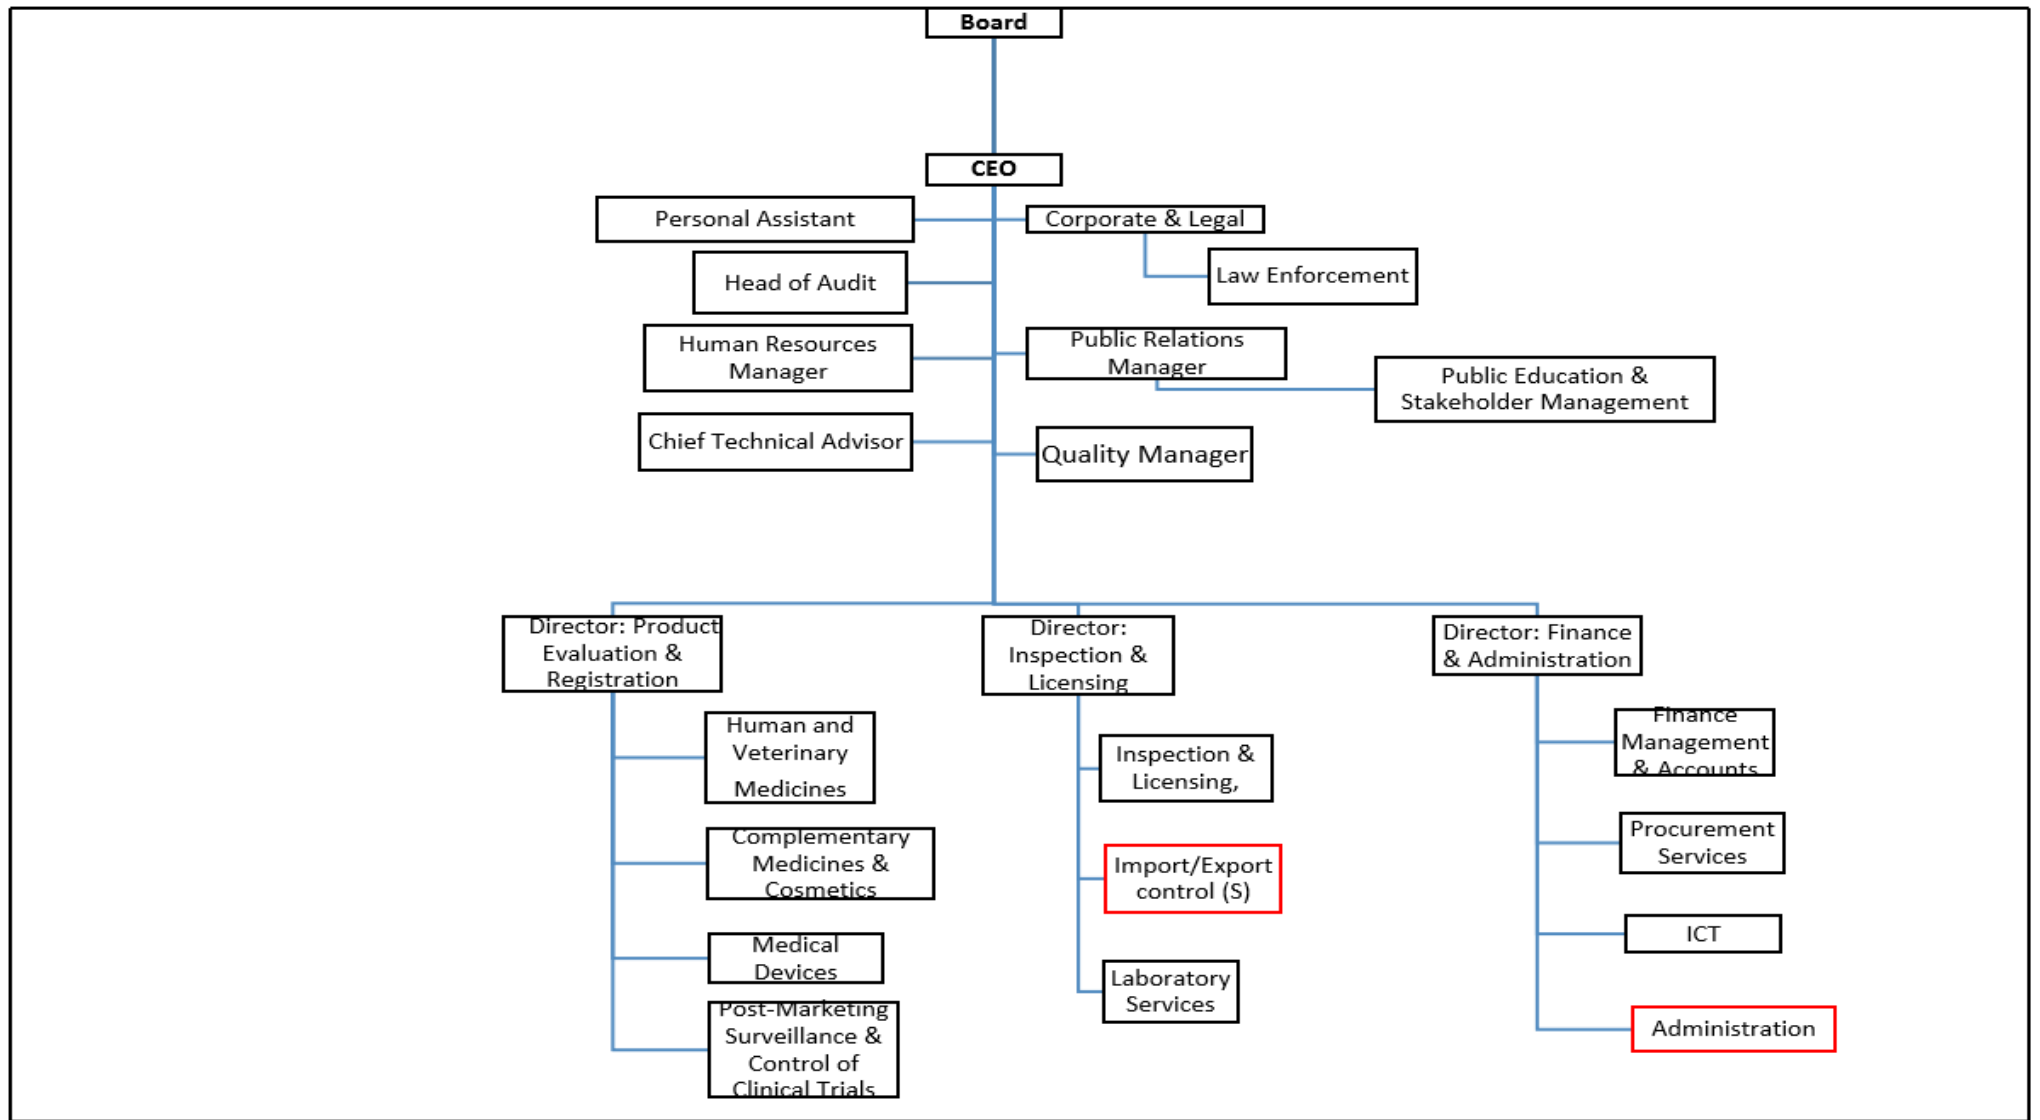 Board
CEO
Personal Assistant
Corporate & Legal
Head of Audit
Law Enforcement
Human Resources
Manager
Public Relations
Manager
Public Education &
Stakeholder Management
Chief Technical Advisor
Quality Manager
Director: Product
Evaluation &
Registration
Director:
Inspection &
Licensing
Director: Finance
& Administration
Human and
Veterinary
Medicines
Inspection &
Licensing,
Finance
Management
& Accounts
Complementary
Medicines &
Cosmetics
Import/Export
control (S)
Procurement
Services
Medical
Devices
Laboratory
Services
ICT
Post-Marketing
Surveillance &
Control of
Clinical Trials
Administration